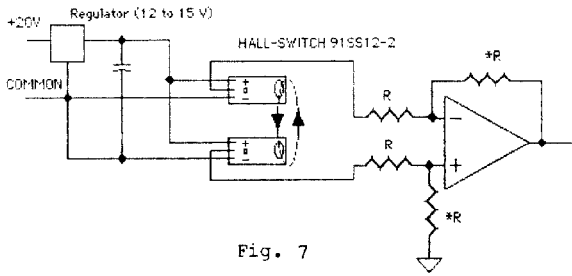 Regulator (12 to 15 V)
+20V
HALL-SWITCH 91SS12-2
COMMON
+
o
−
+
o
−
R
*R
R
*R
−
+
Fig. 7